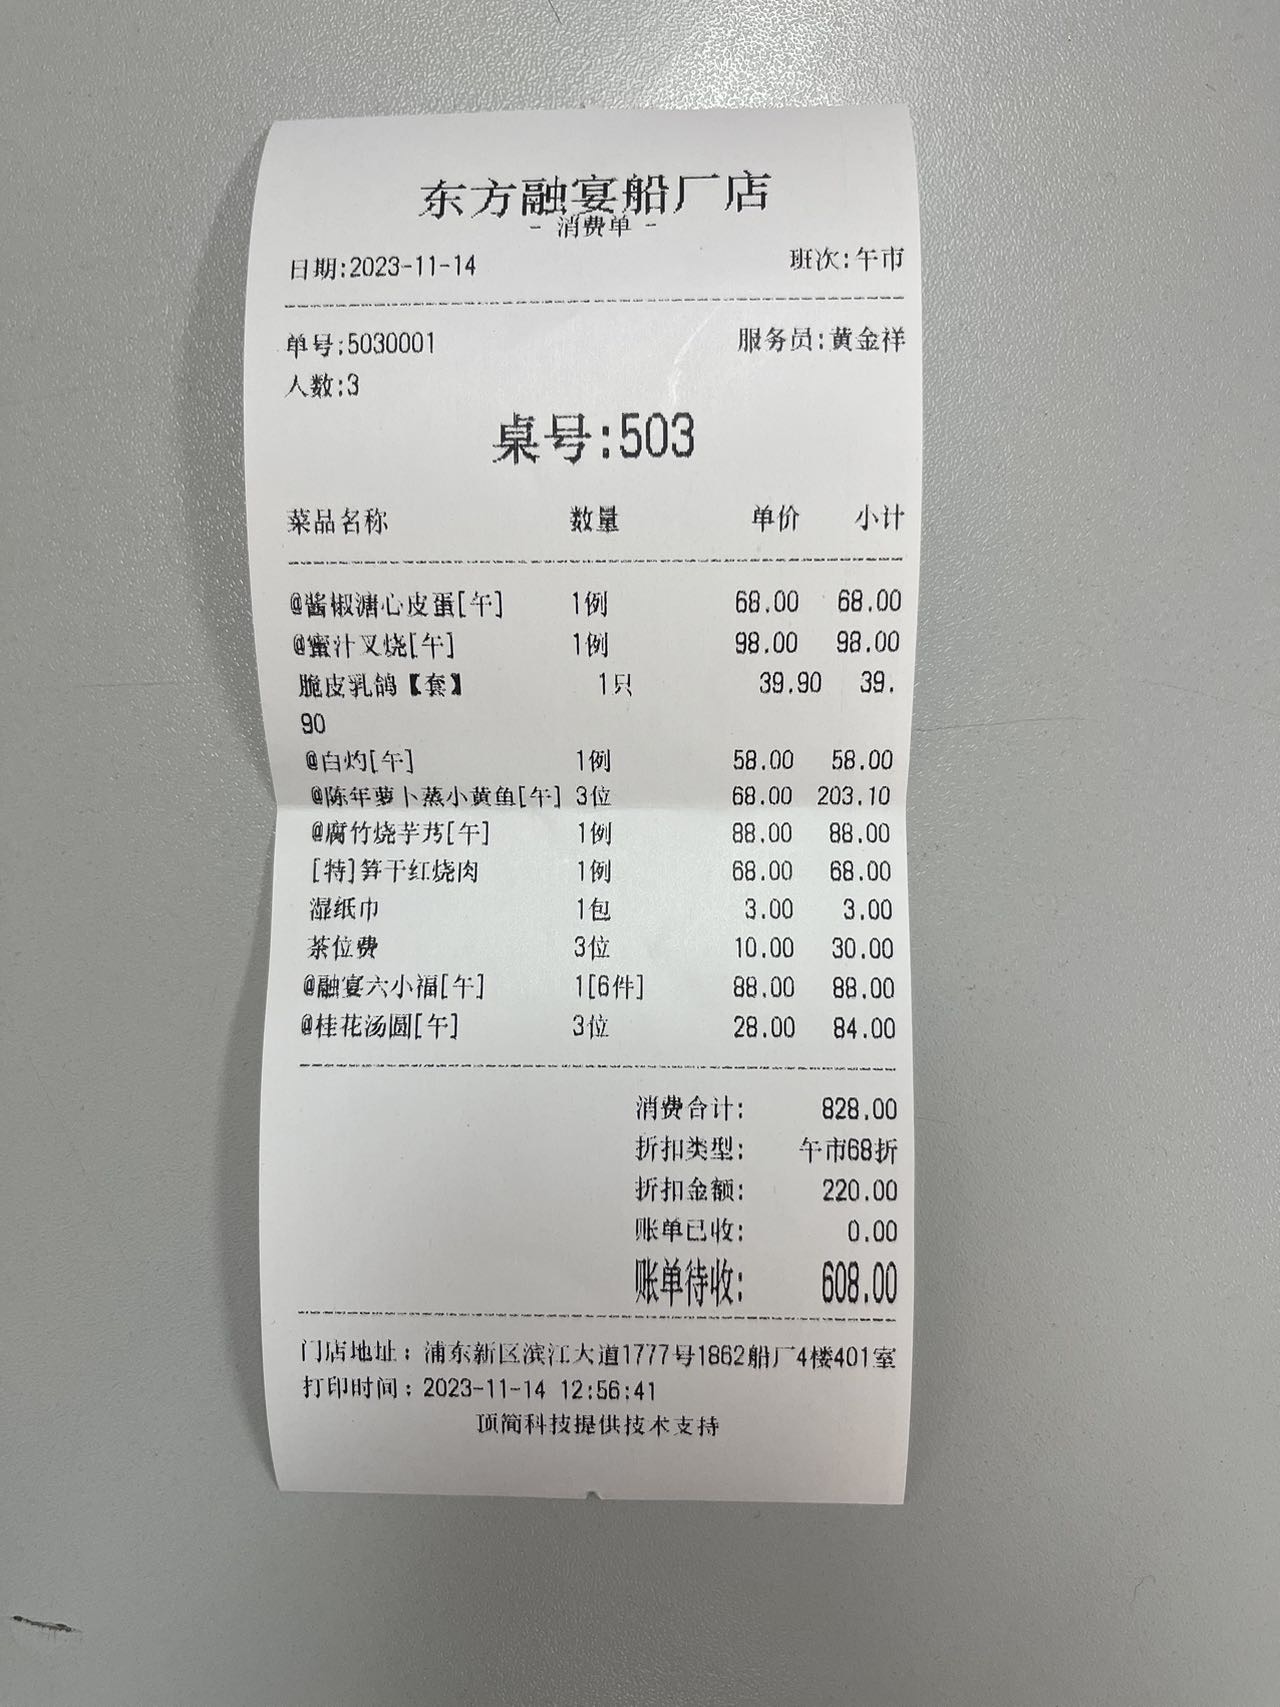 东方融宴船厂店
- 消费单 -
日期:2023-11-14 班次:午市
单号:5030001 服务员:黄金祥
人数:3
桌号:503
菜品名称 数量 单价 小计
@酱椒溏心皮蛋[午] 1例 68.00 68.00
@蜜汁叉烧[午] 1例 98.00 98.00
脆皮乳鸽【套】 1只 39.90 39.
90
@白灼[午] 1例 58.00 58.00
@陈年萝卜蒸小黄鱼[午] 3位 68.00 203.10
@腐竹烧芋艿[午] 1例 88.00 88.00
[特]笋干红烧肉 1例 68.00 68.00
湿纸巾 1包 3.00 3.00
茶位费 3位 10.00 30.00
@融宴六小福[午] 1[6件] 88.00 88.00
@桂花汤圆[午] 3位 28.00 84.00
消费合计: 828.00
折扣类型: 午市68折
折扣金额: 220.00
账单已收: 0.00
账单待收: 608.00
门店地址：浦东新区滨江大道1777号1862船厂4楼401室
打印时间：2023-11-14 12:56:41
顶简科技提供技术支持